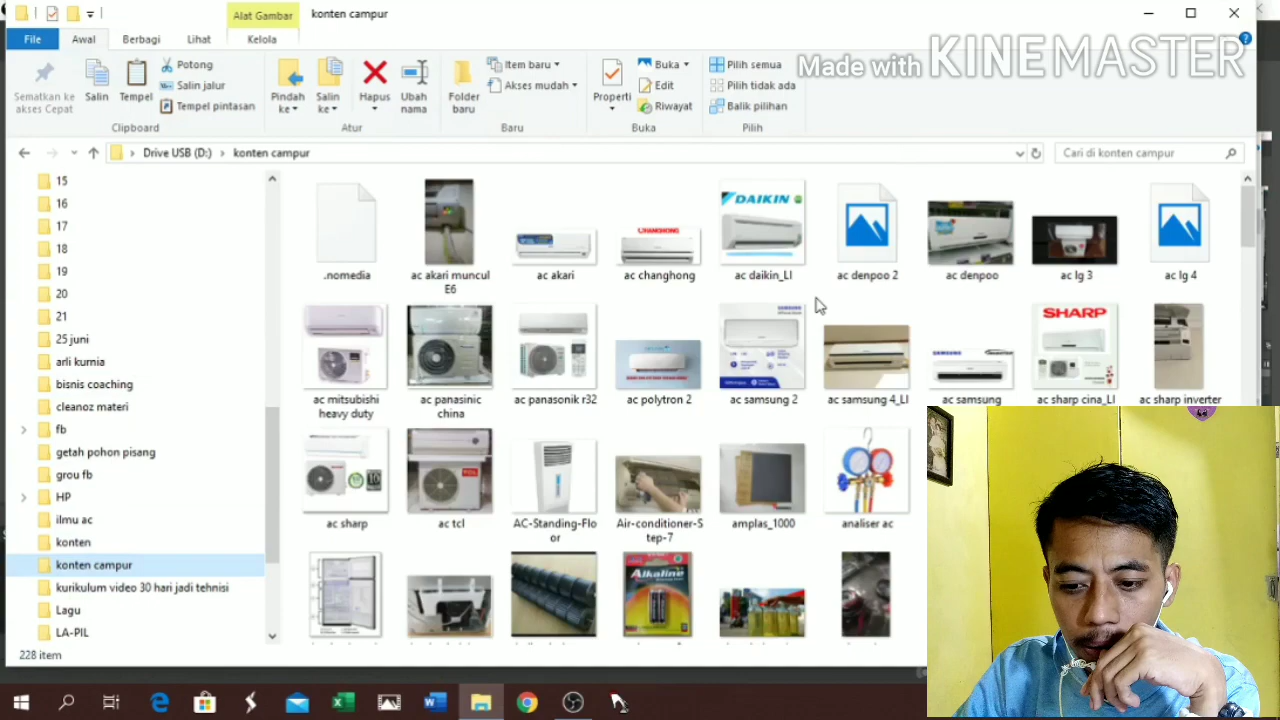 Alat Gambar
konten campur
File
Awal
Berbagi
Lihat
Kelola
Made with KINEMASTER
Sematkan ke
akses Cepat
Salin
Tempel
Potong
Salin jalur
Tempel pintasan
Clipboard
Pindah
ke
Salin
ke
Hapus
Ubah
nama
Atur
Folder
baru
Item baru
Akses mudah
Baru
Properti
Buka
Edit
Riwayat
Buka
Pilih semua
Pilih tidak ada
Balik pilihan
Pilih
Drive USB (D:)
konten campur
Cari di konten campur
15
16
17
18
19
20
21
25 juni
arli kurnia
bisnis coaching
cleanoz materi
fb
getah pohon pisang
grou fb
HP
ilmu ac
konten
konten campur
kurikulum video 30 hari jadi tehnisi
Lagu
LA-PIL
DAIKIN
CHANGHONG
.nomedia
ac akari muncul
E6
ac akari
ac changhong
ac daikin_LI
ac denpoo 2
ac denpoo
ac lg 3
ac lg 4
SAMSUNG
SHARP
SAMSUNG
ac mitsubishi
heavy duty
ac panasinic
china
ac panasonik r32
ac polytron 2
ac samsung 2
ac samsung 4_LI
ac samsung
ac sharp cina_LI
ac sharp inverter
TCL
ac sharp
ac tcl
AC-Standing-Flo
or
Air-conditioner-S
tep-7
amplas_1000
analiser ac
Alkaline
228 item